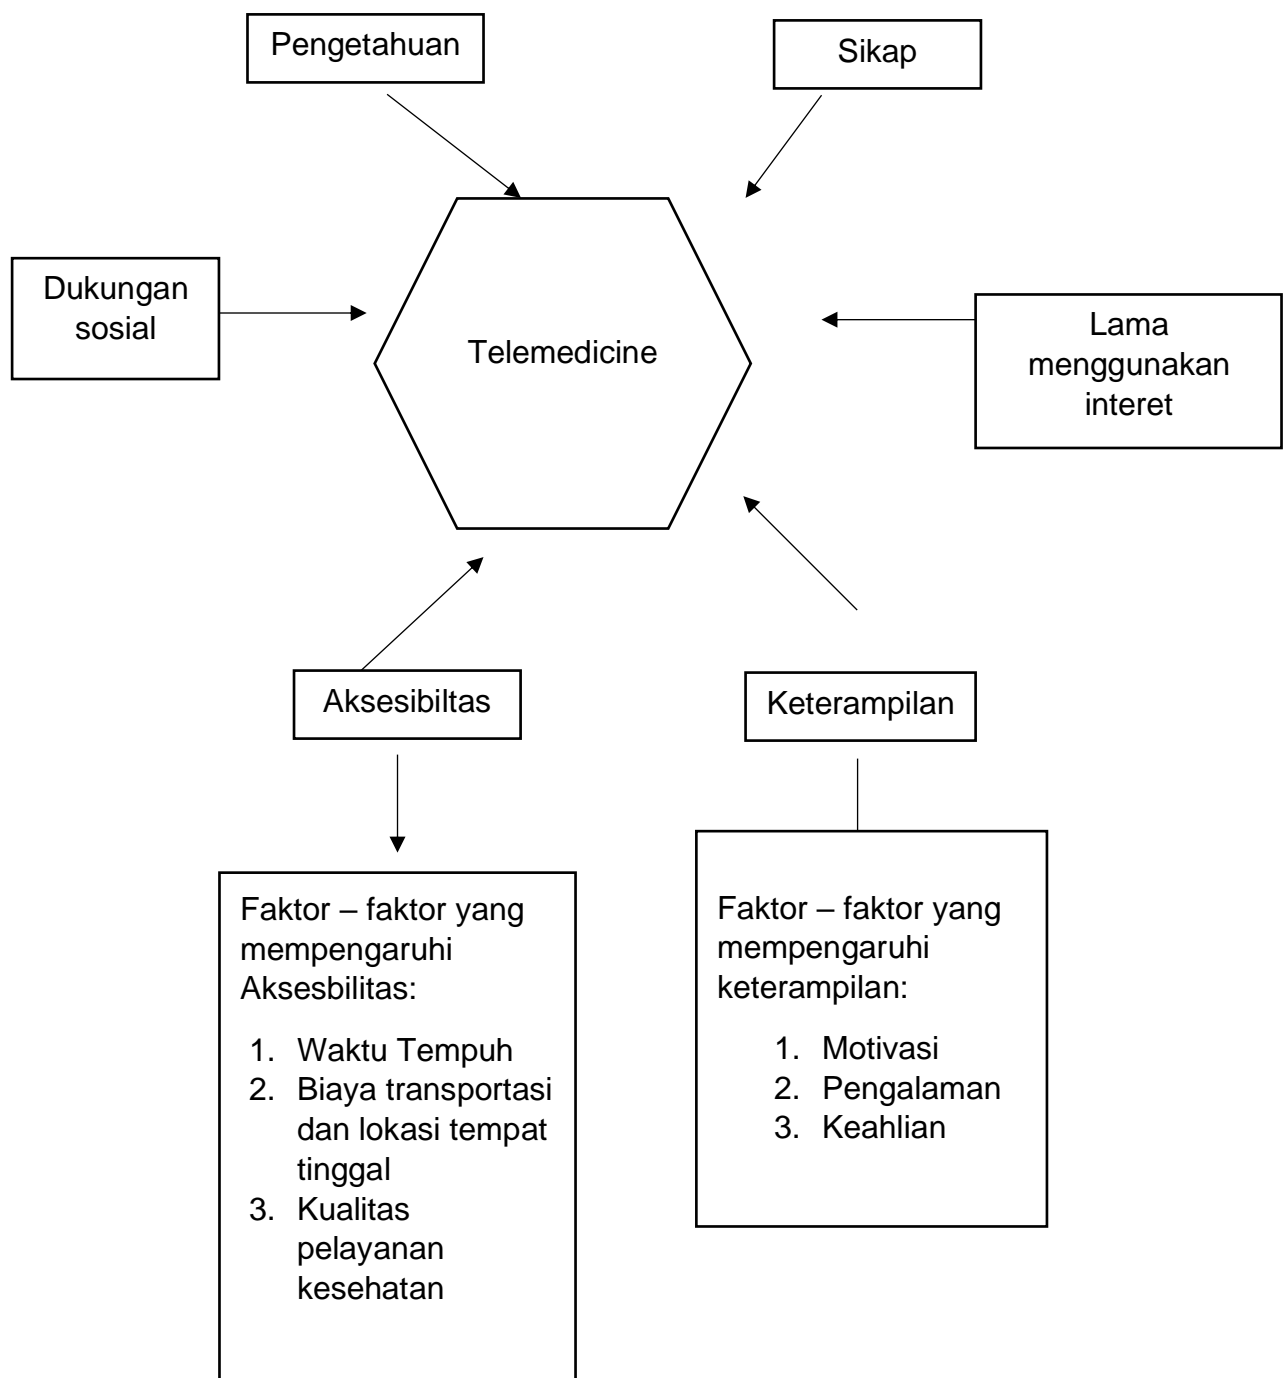 Pengetahuan
Sikap
Dukungan
sosial
Telemedicine
Lama
menggunakan
interet
Aksesibiltas
Keterampilan
Faktor – faktor yang
mempengaruhi
Aksesbilitas:
1. Waktu Tempuh
2. Biaya transportasi
dan lokasi tempat
tinggal
3. Kualitas
pelayanan
kesehatan
Faktor – faktor yang
mempengaruhi
keterampilan:
1. Motivasi
2. Pengalaman
3. Keahlian